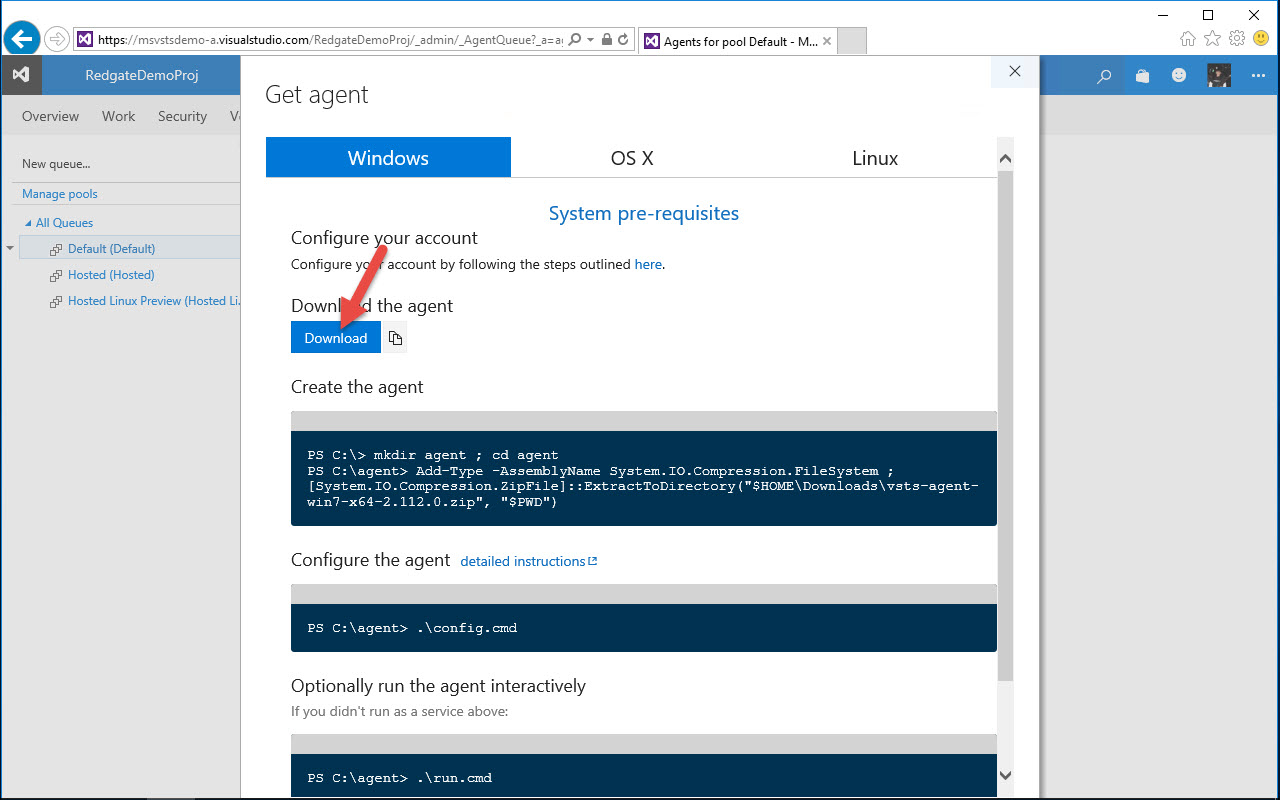 https://msvstsdemo-a.visualstudio.com/RedgateDemoProj/_admin/_AgentQueue?_a=a
Agents for pool Default - M...
RedgateDemoProj
Overview Work Security V
New queue...
Manage pools
All Queues
Default (Default)
Hosted (Hosted)
Hosted Linux Preview (Hosted Li...
Get agent
Windows OS X Linux
System pre-requisites
Configure your account
Configure your account by following the steps outlined here.
Download the agent
Download
Create the agent
PS C:\> mkdir agent ; cd agent
PS C:\agent> Add-Type -AssemblyName System.IO.Compression.FileSystem ;
[System.IO.Compression.ZipFile]::ExtractToDirectory("$HOME\Downloads\vsts-agent-
win7-x64-2.112.0.zip", "$PWD")
Configure the agent detailed instructions
PS C:\agent> .\config.cmd
Optionally run the agent interactively
If you didn't run as a service above:
PS C:\agent> .\run.cmd